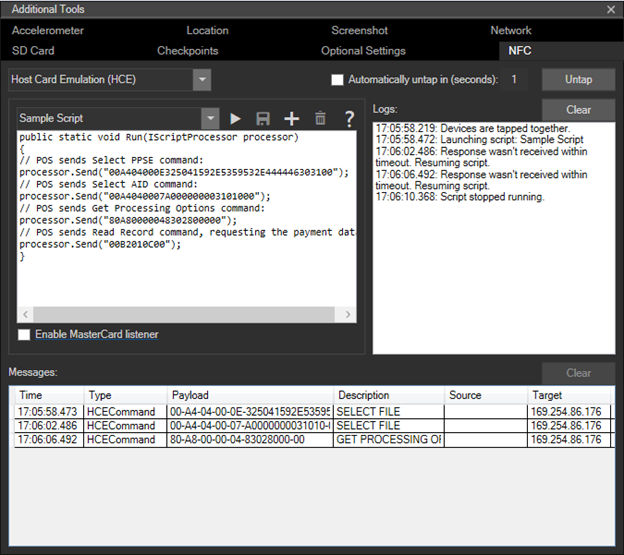 Additional Tools
Accelerometer Location Screenshot Network
SD Card Checkpoints Optional Settings NFC
Host Card Emulation (HCE) Automatically untap in (seconds): 1 Untap
Sample Script ? Logs: Clear
public static void Run(IScriptProcessor processor)
{
// POS sends Select PPSE command:
processor.Send("00A404000E325041592E5359532E444446303100");
// POS sends Select AID command:
processor.Send("00A4040007A000000003101000");
// POS sends Get Processing Options command:
processor.Send("80A80000048302800000");
// POS sends Read Record command, requesting the payment dat
processor.Send("00B2010C00");
}
17:05:58.219: Devices are tapped together.
17:05:58.472: Launching script: Sample Script
17:06:02.486: Response wasn't received within
timeout. Resuming script.
17:06:06.492: Response wasn't received within
timeout. Resuming script.
17:06:10.368: Script stopped running.
Enable MasterCard listener
Messages: Clear
Time Type Payload Description Source Target
17:05:58.473 HCECommand 00-A4-04-00-0E-325041592E53595 SELECT FILE 169.254.86.176
17:06:02.486 HCECommand 00-A4-04-00-07-A0000000031010-0 SELECT FILE 169.254.86.176
17:06:06.492 HCECommand 80-A8-00-00-04-83028000-00 GET PROCESSING OP 169.254.86.176